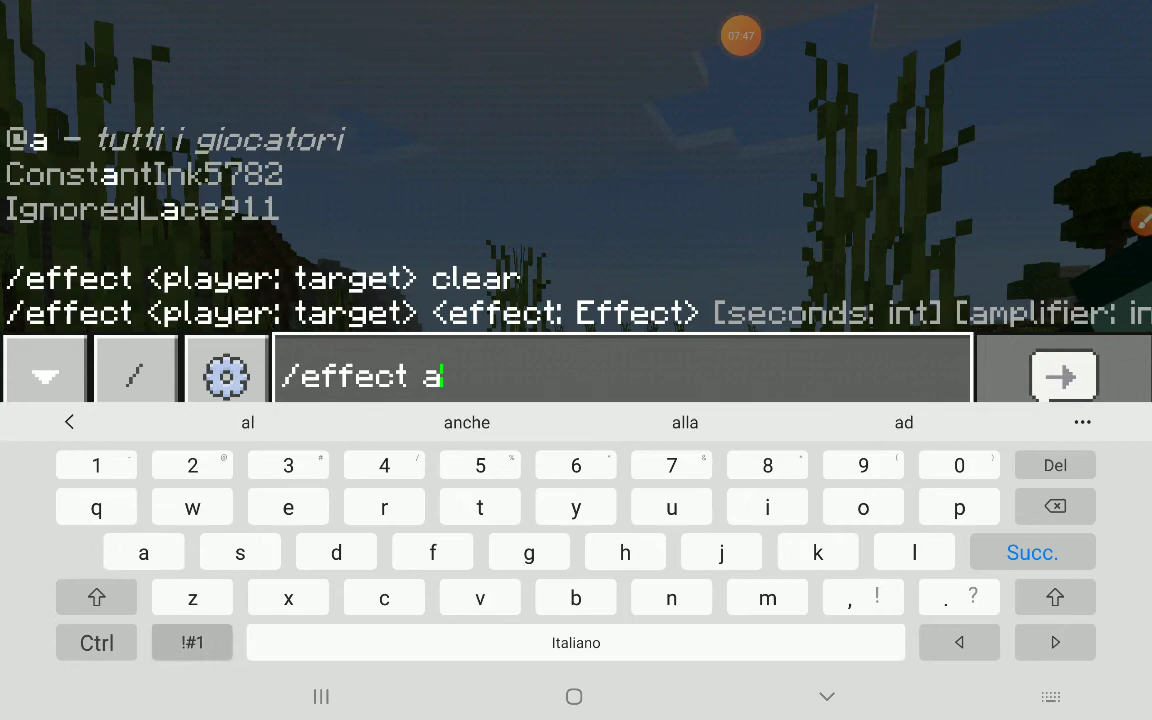 07:47
@a - tutti i giocatori
ConstantInk5782
IgnoredLace911
/effect <player: target> clear
/effect <player: target> <effect: Effect> [seconds: int] [amplifier: in
/
/effect a
al anche alla ad •••
1 - 2 @ 3 # 4 / 5 % 6 ^ 7 & 8 * 9 ( 0 ) Del
q w e r t y u i o p
a s d f g h j k l Succ.
z x c v b n m , ! . ?
Ctrl !#1 Italiano